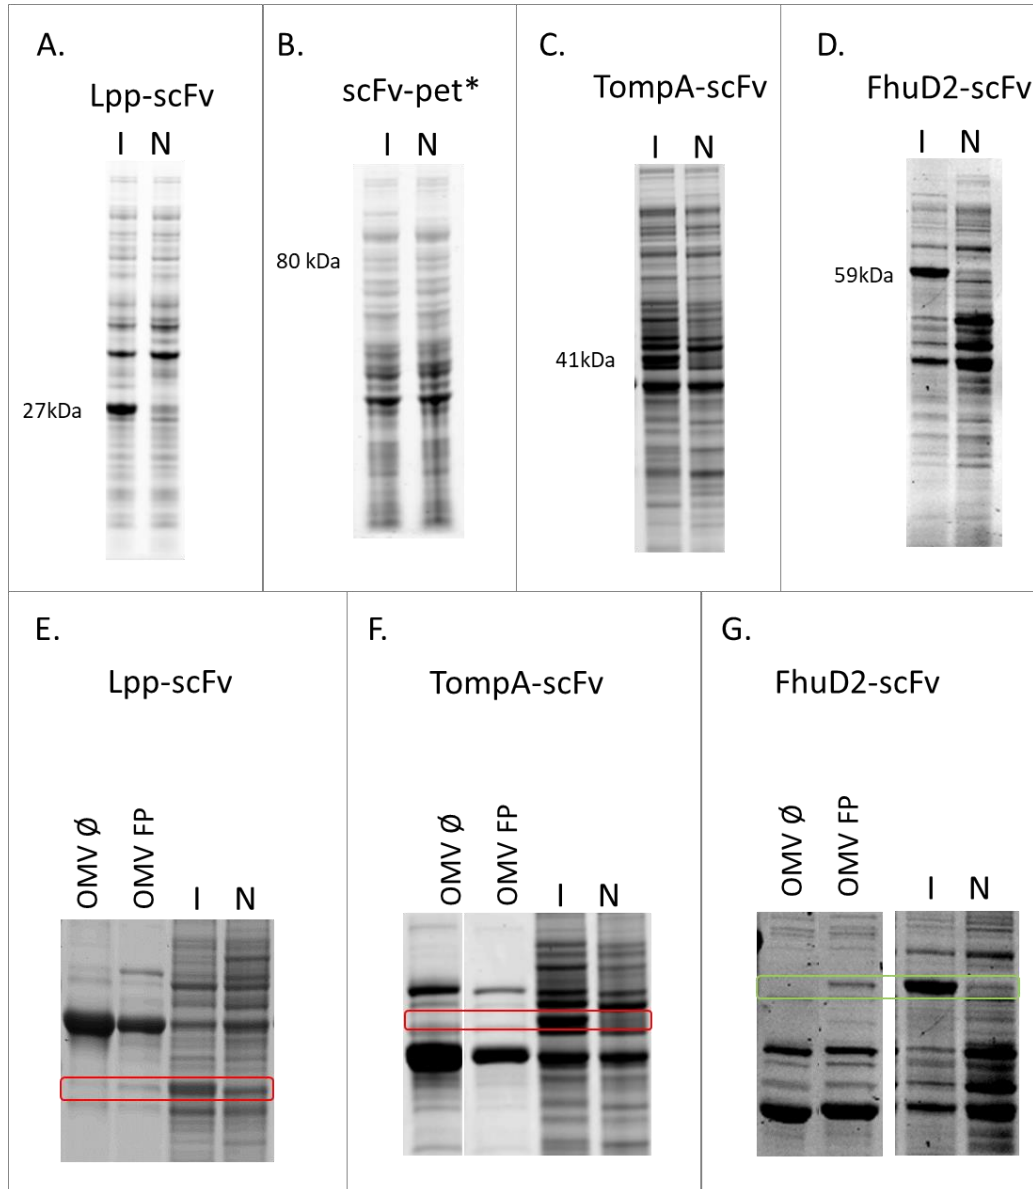 A.
Lpp-scFv
I N
27kDa
B.
scFv-pet*
I N
80 kDa
C.
TompA-scFv
I N
41kDa
D.
FhuD2-scFv
I N
59kDa
E.
Lpp-scFv
OMV Ø
OMV FP
I N
F.
TompA-scFv
OMV Ø
OMV FP
I N
G.
FhuD2-scFv
OMV Ø
OMV FP
I N